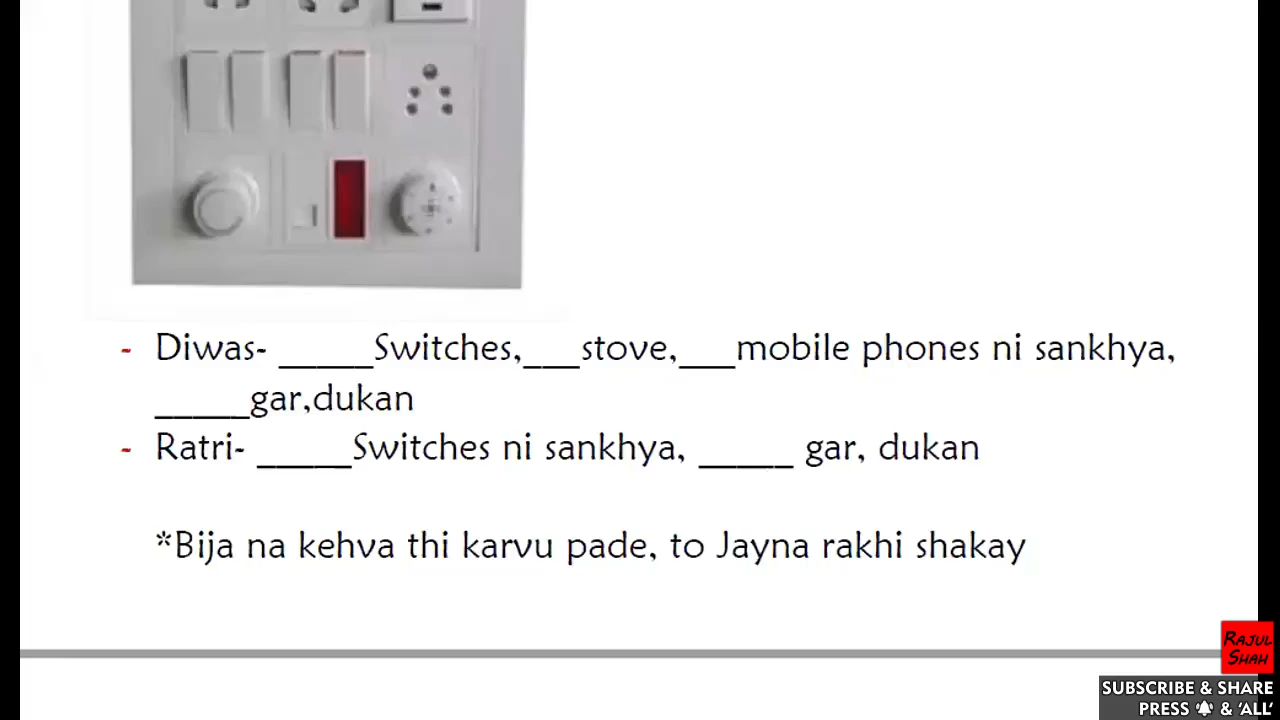 - Diwas- _____Switches,___stove,___mobile phones ni sankhya,
_____gar,dukan
- Ratri- _____Switches ni sankhya, _____ gar, dukan
*Bija na kehva thi karvu pade, to Jayna rakhi shakay
RAJUL
SHAH
SUBSCRIBE & SHARE
PRESS 🔔 & 'ALL'